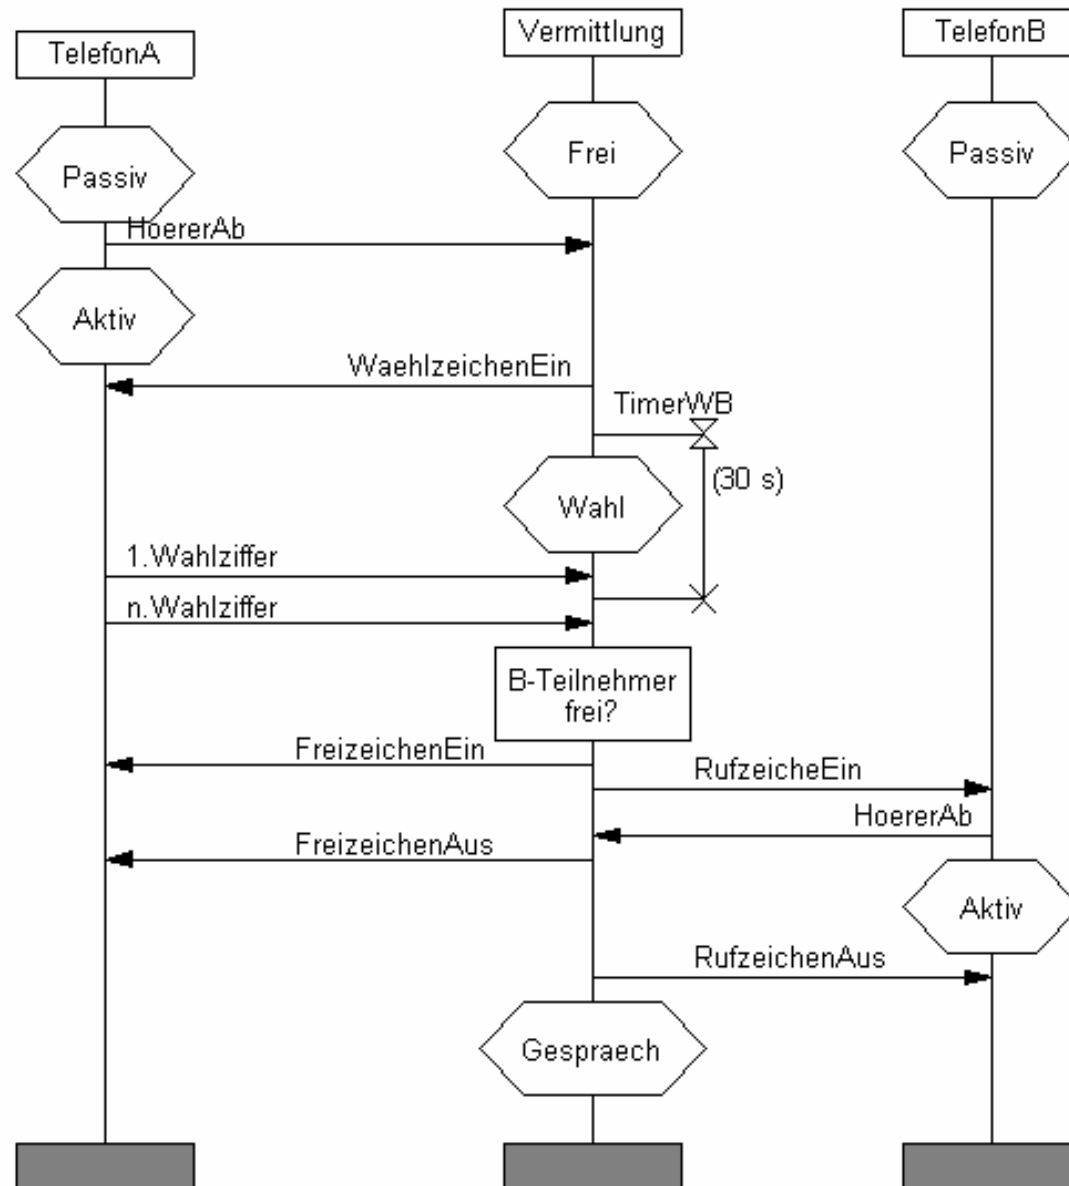 TelefonA
Vermittlung
TelefonB
Passiv
Frei
Passiv
HoererAb
Aktiv
WaehlzeichenEin
TimerWB
(30 s)
Wahl
1.Wahlziffer
n.Wahlziffer
B-Teilnehmer
frei?
FreizeichenEin
RufzeicheEin
HoererAb
FreizeichenAus
Aktiv
RufzeichenAus
Gespraech